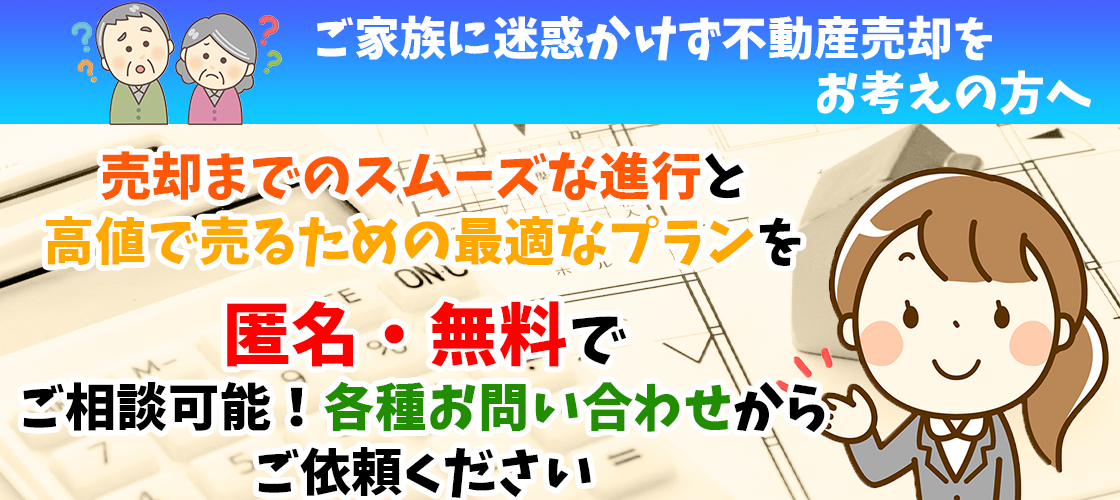 ご家族に迷惑かけず不動産売却を
お考えの方へ
売却までのスムーズな進行と
高値で売るための最適なプランを
匿名・無料で
ご相談可能！各種お問い合わせから
ご依頼ください
ON/C
M-
%
9
7
5
=